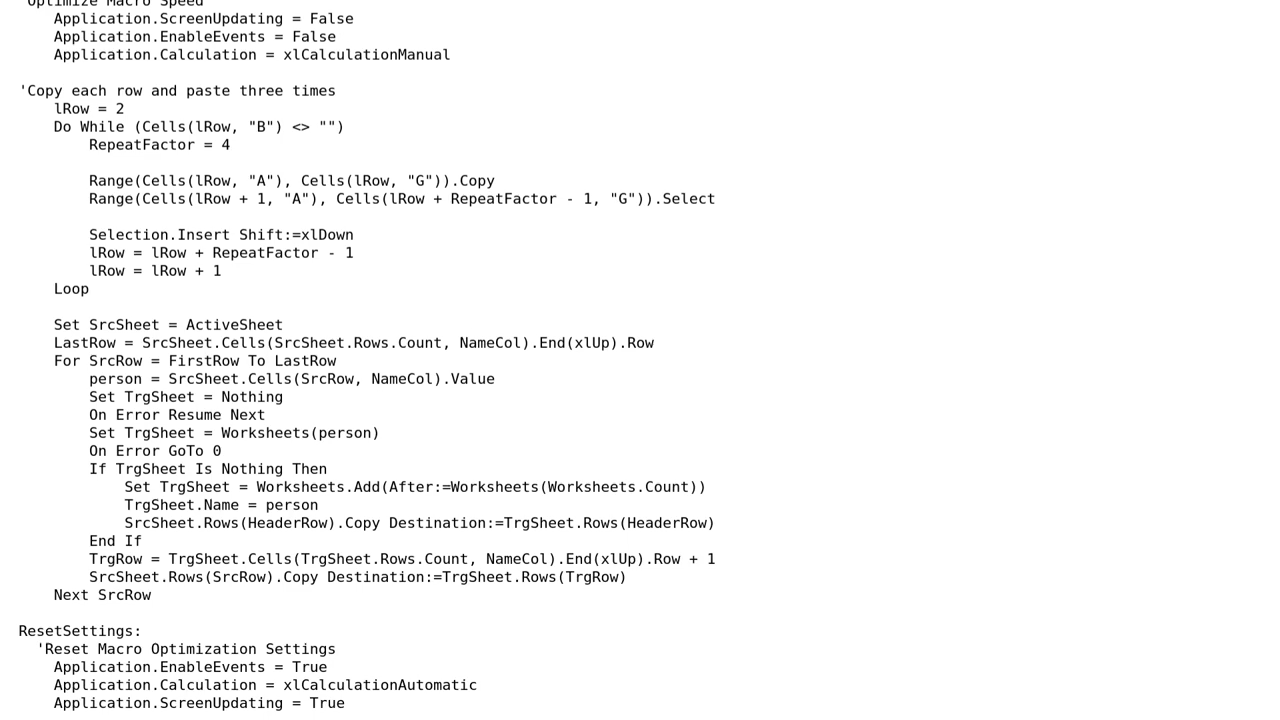 'Optimize Macro Speed
    Application.ScreenUpdating = False
    Application.EnableEvents = False
    Application.Calculation = xlCalculationManual

'Copy each row and paste three times
    lRow = 2
    Do While (Cells(lRow, "B") <> "")
        RepeatFactor = 4

        Range(Cells(lRow, "A"), Cells(lRow, "G")).Copy
        Range(Cells(lRow + 1, "A"), Cells(lRow + RepeatFactor - 1, "G")).Select

        Selection.Insert Shift:=xlDown
        lRow = lRow + RepeatFactor - 1
        lRow = lRow + 1
    Loop

    Set SrcSheet = ActiveSheet
    LastRow = SrcSheet.Cells(SrcSheet.Rows.Count, NameCol).End(xlUp).Row
    For SrcRow = FirstRow To LastRow
        person = SrcSheet.Cells(SrcRow, NameCol).Value
        Set TrgSheet = Nothing
        On Error Resume Next
        Set TrgSheet = Worksheets(person)
        On Error GoTo 0
        If TrgSheet Is Nothing Then
            Set TrgSheet = Worksheets.Add(After:=Worksheets(Worksheets.Count))
            TrgSheet.Name = person
            SrcSheet.Rows(HeaderRow).Copy Destination:=TrgSheet.Rows(HeaderRow)
        End If
        TrgRow = TrgSheet.Cells(TrgSheet.Rows.Count, NameCol).End(xlUp).Row + 1
        SrcSheet.Rows(SrcRow).Copy Destination:=TrgSheet.Rows(TrgRow)
    Next SrcRow

ResetSettings:
  'Reset Macro Optimization Settings
    Application.EnableEvents = True
    Application.Calculation = xlCalculationAutomatic
    Application.ScreenUpdating = True